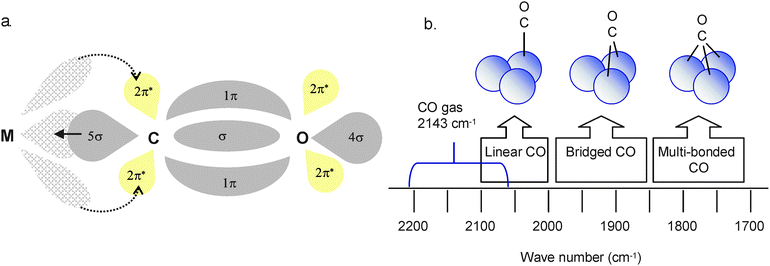 a.
2π*
2π*
1π
M
5σ
C
σ
O
4σ
2π*
2π*
1π
b.
O
C
O
C
O
C
CO gas
2143 cm-1
Linear CO
Bridged CO
Multi-bonded
CO
2200
2100
2000
1900
1800
1700
Wave number (cm-1)